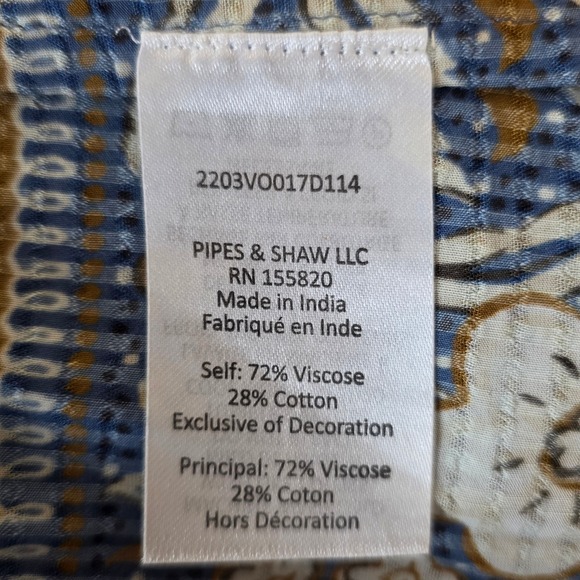 2203VO017D114
PIPES & SHAW LLC
RN 155820
Made in India
Fabriqué en Inde
Self: 72% Viscose
28% Cotton
Exclusive of Decoration
Principal: 72% Viscose
28% Coton
Hors Décoration